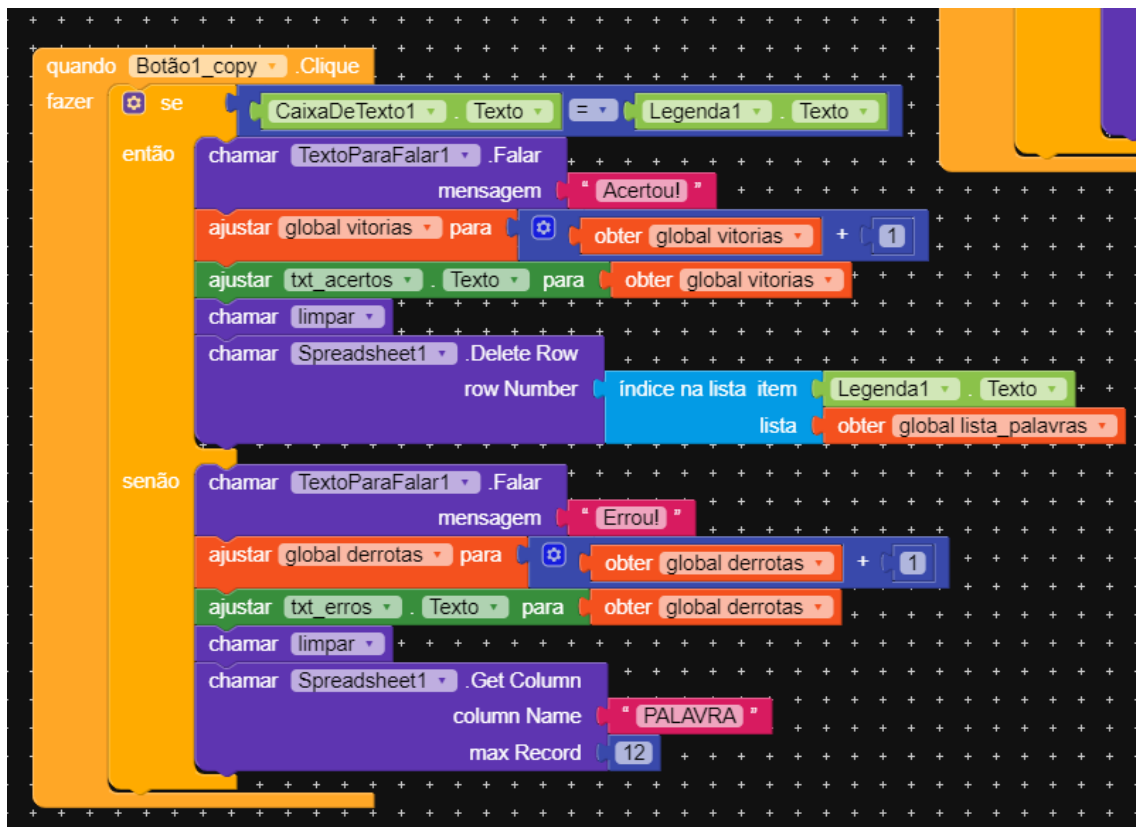 quando Botão1_copy .Clique
fazer se CaixaDeTexto1 . Texto = Legenda1 . Texto
então chamar TextoParaFalar1 .Falar
mensagem " Acertou! "
ajustar global vitorias para obter global vitorias + 1
ajustar txt_acertos . Texto para obter global vitorias
chamar limpar
chamar Spreadsheet1 .Delete Row
row Number índice na lista item Legenda1 . Texto
lista obter global lista_palavras
senão chamar TextoParaFalar1 .Falar
mensagem " Errou! "
ajustar global derrotas para obter global derrotas + 1
ajustar txt_erros . Texto para obter global derrotas
chamar limpar
chamar Spreadsheet1 .Get Column
column Name " PALAVRA "
max Record 12